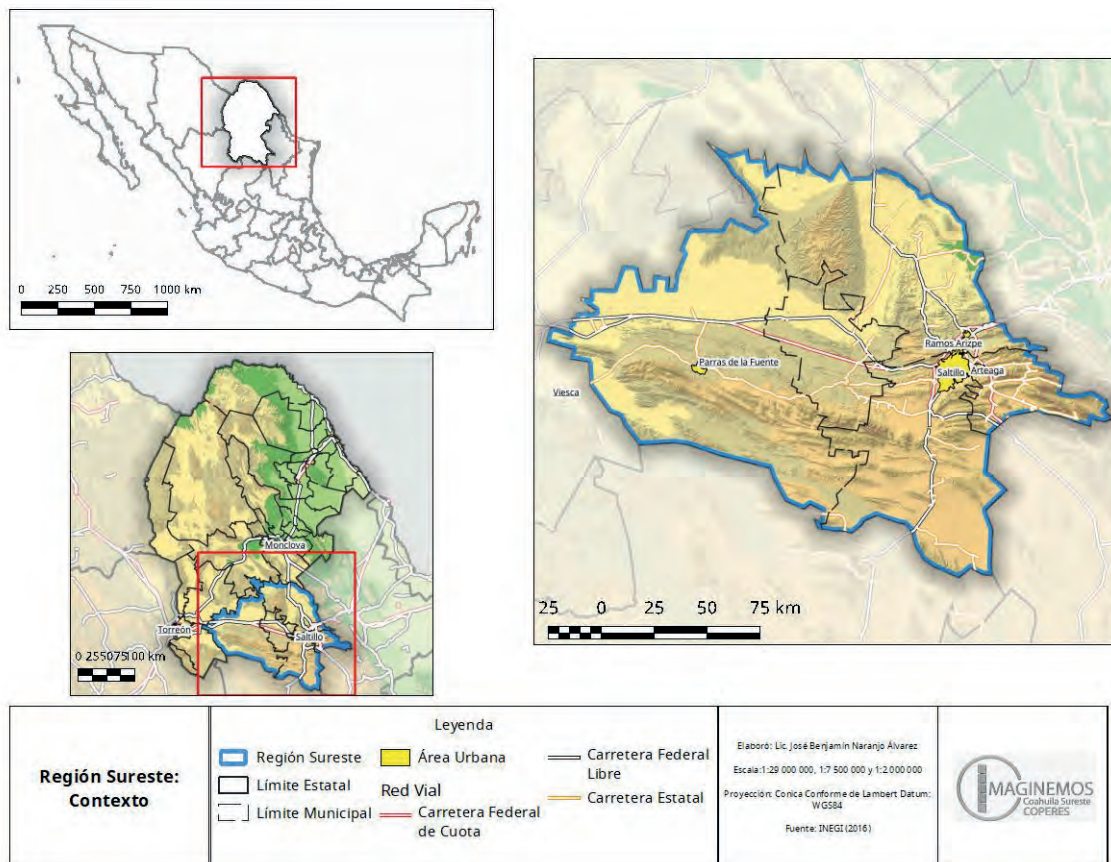 0 250 500 750 1000 km
Monclova
Torreón
Saltillo
0 255075100 km
Ramos Arizpe
Parras de la Fuente
Saltillo
Arteaga
Viesca
25 0 25 50 75 km
Región Sureste:
Contexto
Leyenda
Región Sureste
Límite Estatal
Límite Municipal
Área Urbana
Red Vial
Carretera Federal
de Cuota
Carretera Federal
Libre
Carretera Estatal
Elaboró: Lic. José Benjamín Naranjo Álvarez
Escala:1:29 000 000, 1:7 500 000 y 1:2 000 000
Proyección: Conica Conforme de Lambert Datum:
WGS84
Fuente: INEGI (2016)
IMAGINEMOS
Coahuila Sureste
COPERES